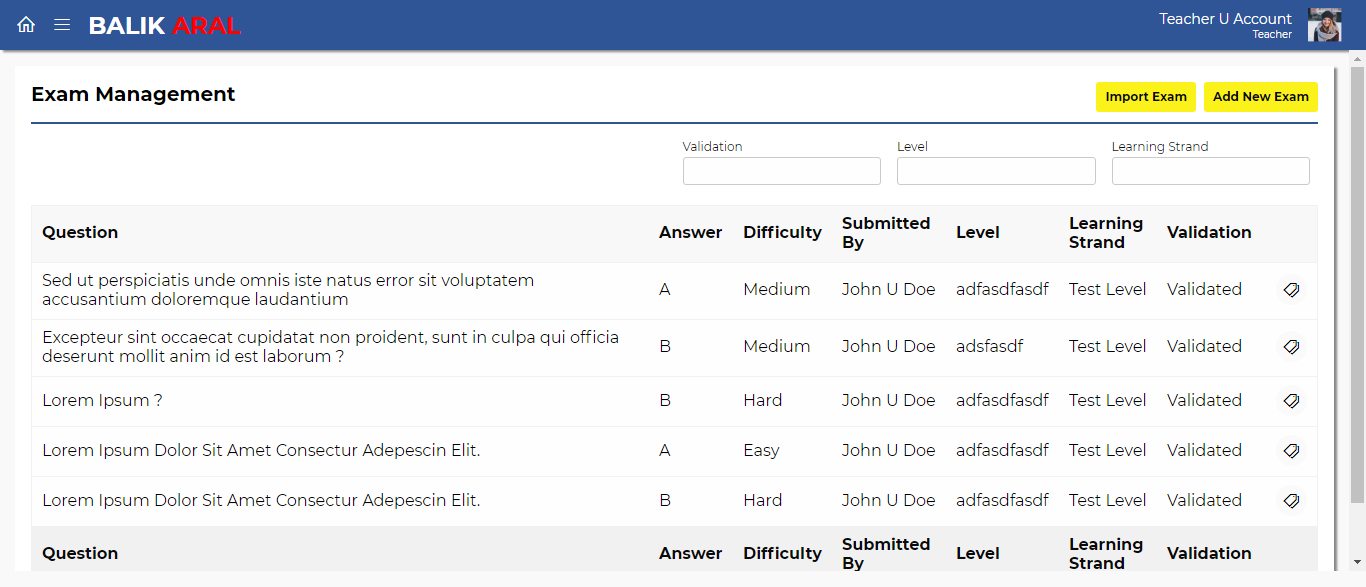 BALIK ARAL
Teacher U Account
Teacher
Exam Management
Import Exam
Add New Exam
Validation
Level
Learning Strand
Question Answer Difficulty Submitted By Level Learning Strand Validation
Sed ut perspiciatis unde omnis iste natus error sit voluptatem
accusantium doloremque laudantium
A Medium John U Doe adfasdfasdf Test Level Validated
Excepteur sint occaecat cupidatat non proident, sunt in culpa qui officia
deserunt mollit anim id est laborum ?
B Medium John U Doe adsfasdf Test Level Validated
Lorem Ipsum ? B Hard John U Doe adfasdfasdf Test Level Validated
Lorem Ipsum Dolor Sit Amet Consectur Adepescin Elit. A Easy John U Doe adfasdfasdf Test Level Validated
Lorem Ipsum Dolor Sit Amet Consectur Adepescin Elit. B Hard John U Doe adfasdfasdf Test Level Validated
Question Answer Difficulty Submitted By Level Learning Strand Validation